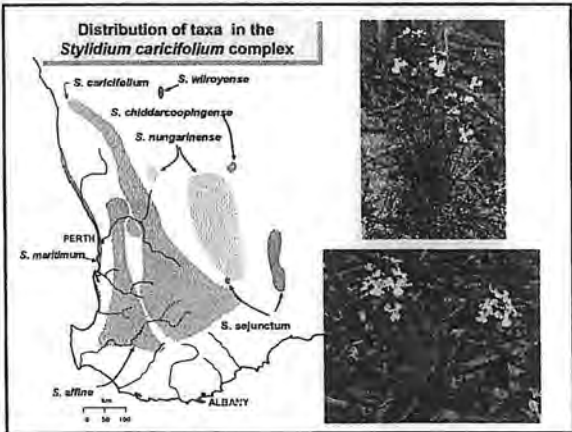 Distribution of taxa in the
Stylidium caricifolium complex
S. caricifolium
S. wilroyense
S. chiddarcoopingense
S. nungarinense
PERTH
S. maritimum
S. sejunctum
S. affine
km
0 50 100
ALBANY